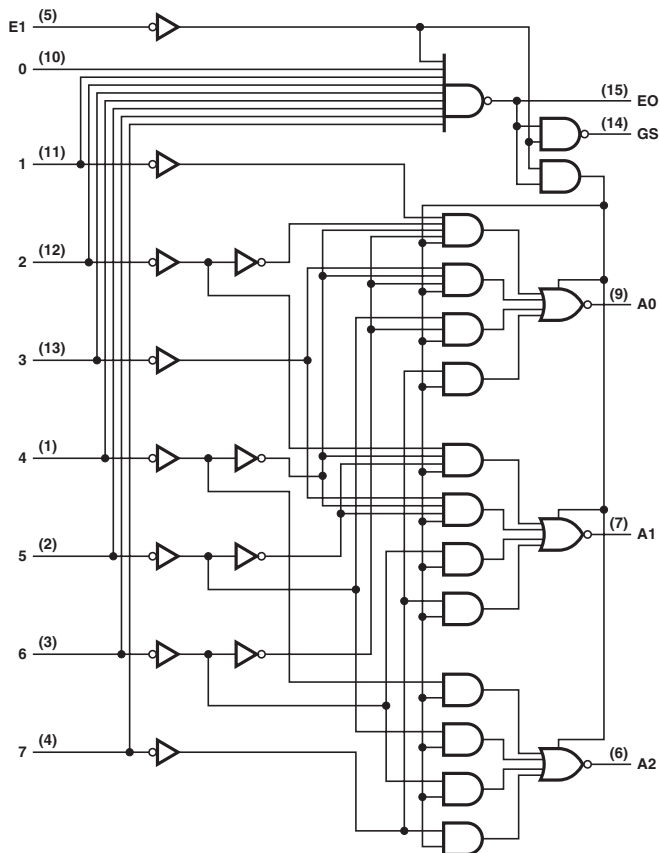 E1 (5)
0 (10)
(15) EO
(14) GS
1 (11)
2 (12)
(9) A0
3 (13)
4 (1)
(7) A1
5 (2)
6 (3)
7 (4)
(6) A2